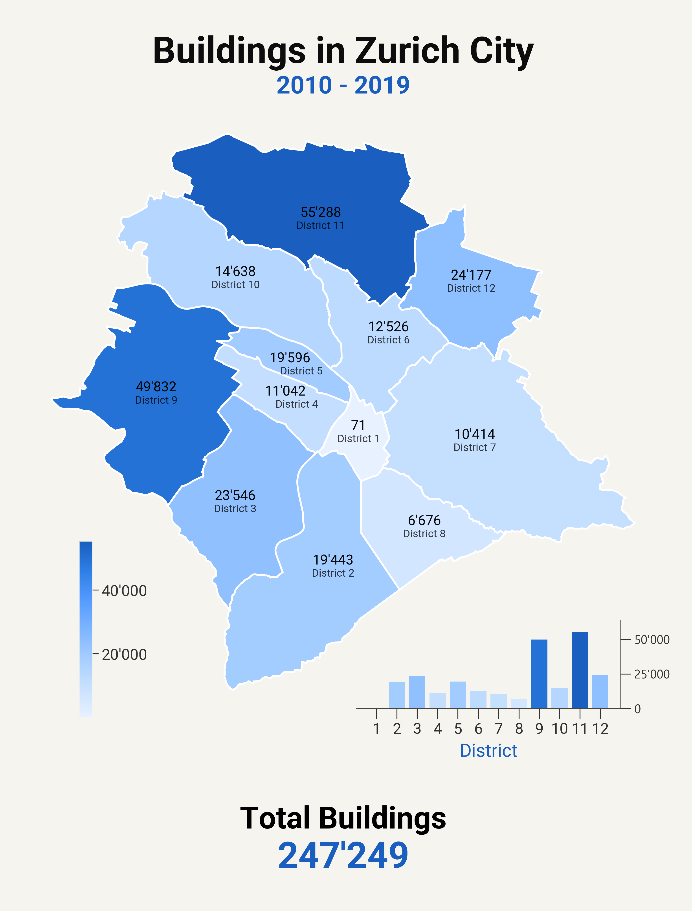 Buildings in Zurich City
2010 - 2019
55'288
District 11
14'638
District 10
24'177
District 12
12'526
District 6
19'596
District 5
49'832
District 9
11'042
District 4
71
District 1
10'414
District 7
23'546
District 3
6'676
District 8
19'443
District 2
40'000
20'000
50'000
25'000
0
1 2 3 4 5 6 7 8 9 10 11 12
District
Total Buildings
247'249